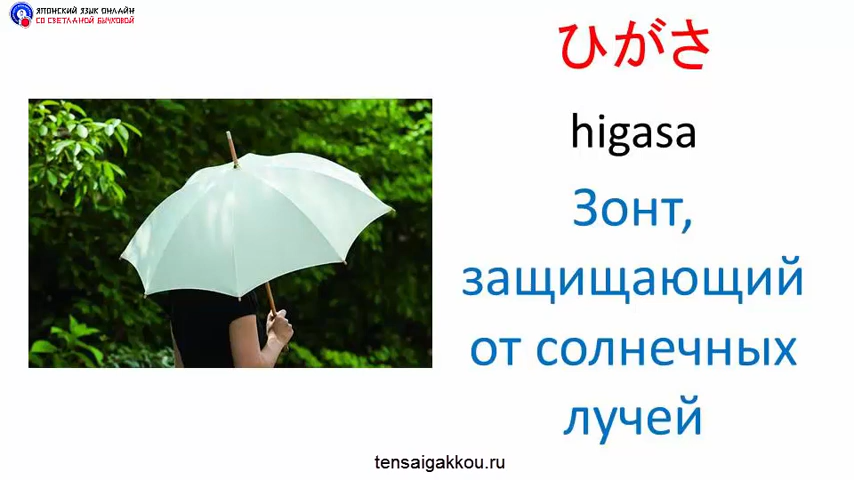 ЯПОНСКИЙ ЯЗЫК ОНЛАЙН
СО СВЕТЛАНОЙ БЫЧКОВОЙ
ひがさ
higasa
Зонт,
защищающий
от солнечных
лучей
tensaigakkou.ru